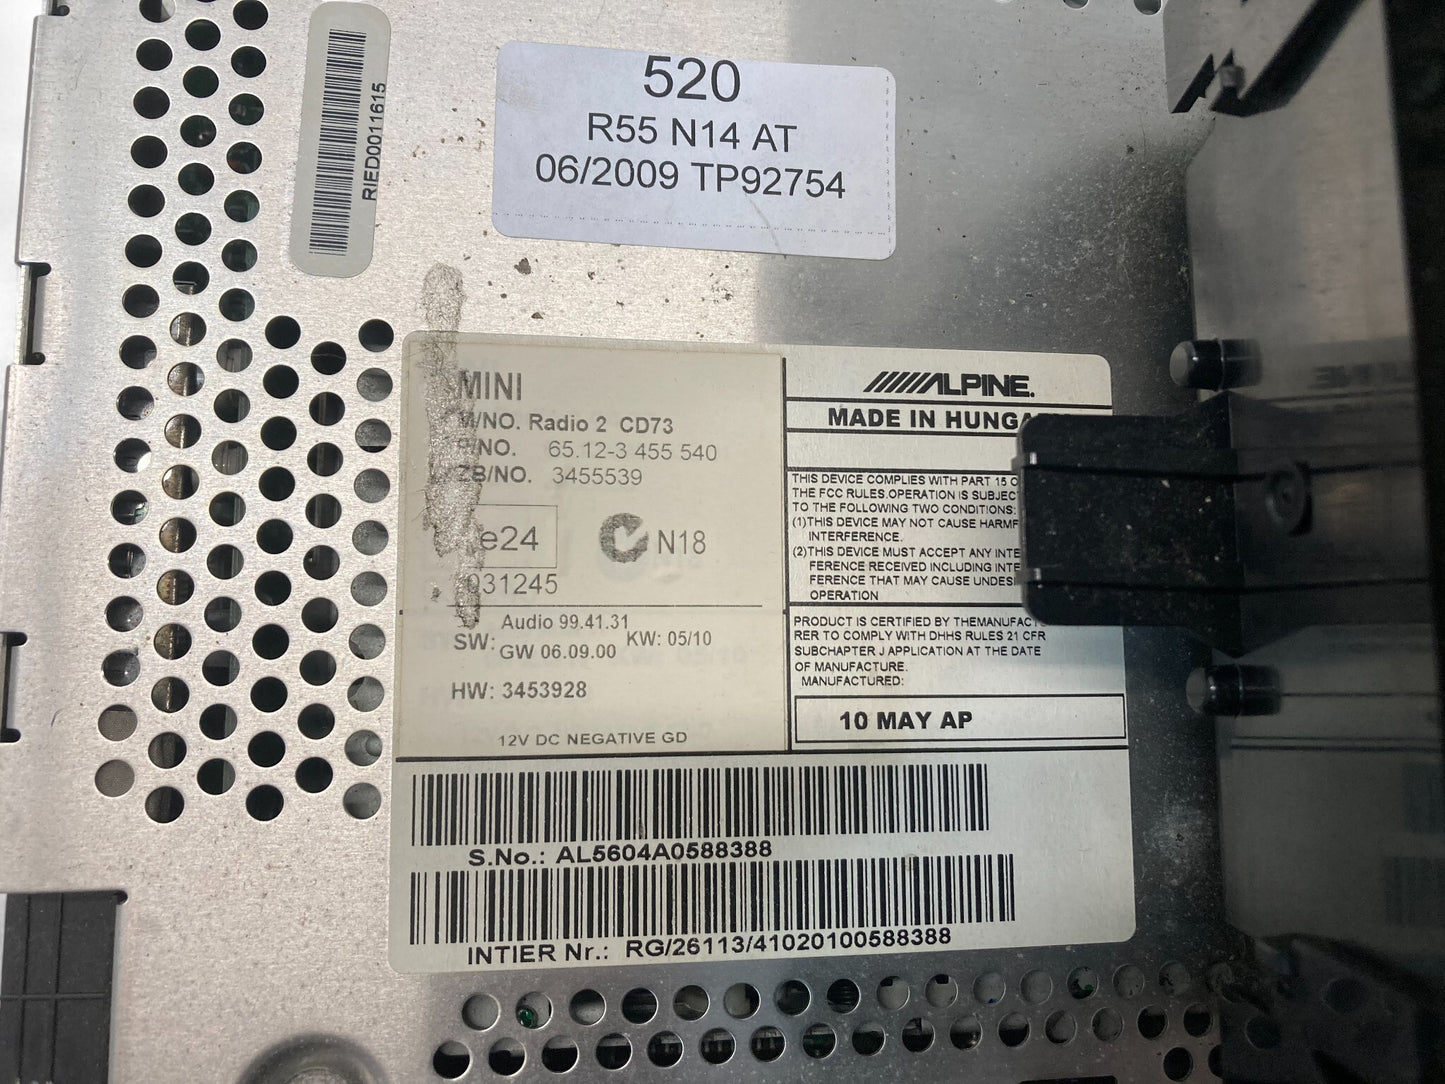 RIED0011615
520
R55 N14 AT
06/2009 TP92754
MINI
M/NO. Radio 2 CD73
P/NO. 65.12-3 455 540
ZB/NO. 3455539
e24
N18
031245
SW: Audio 99.41.31
GW 06.09.00
KW: 05/10
HW: 3453928
12V DC NEGATIVE GD
ALPINE.
MADE IN HUNGA
THIS DEVICE COMPLIES WITH PART 15 O
THE FCC RULES.OPERATION IS SUBJEC
TO THE FOLLOWING TWO CONDITIONS:
(1)THIS DEVICE MAY NOT CAUSE HARMF
INTERFERENCE.
(2)THIS DEVICE MUST ACCEPT ANY INTE
FERENCE RECEIVED INCLUDING INTE
FERENCE THAT MAY CAUSE UNDES
OPERATION
PRODUCT IS CERTIFIED BY THEMANUFACT
RER TO COMPLY WITH DHHS RULES 21 CFR
SUBCHAPTER J APPLICATION AT THE DATE
OF MANUFACTURE.
MANUFACTURED:
10 MAY AP
S.No.: AL5604A0588388
INTIER Nr.: RG/26113/41020100588388